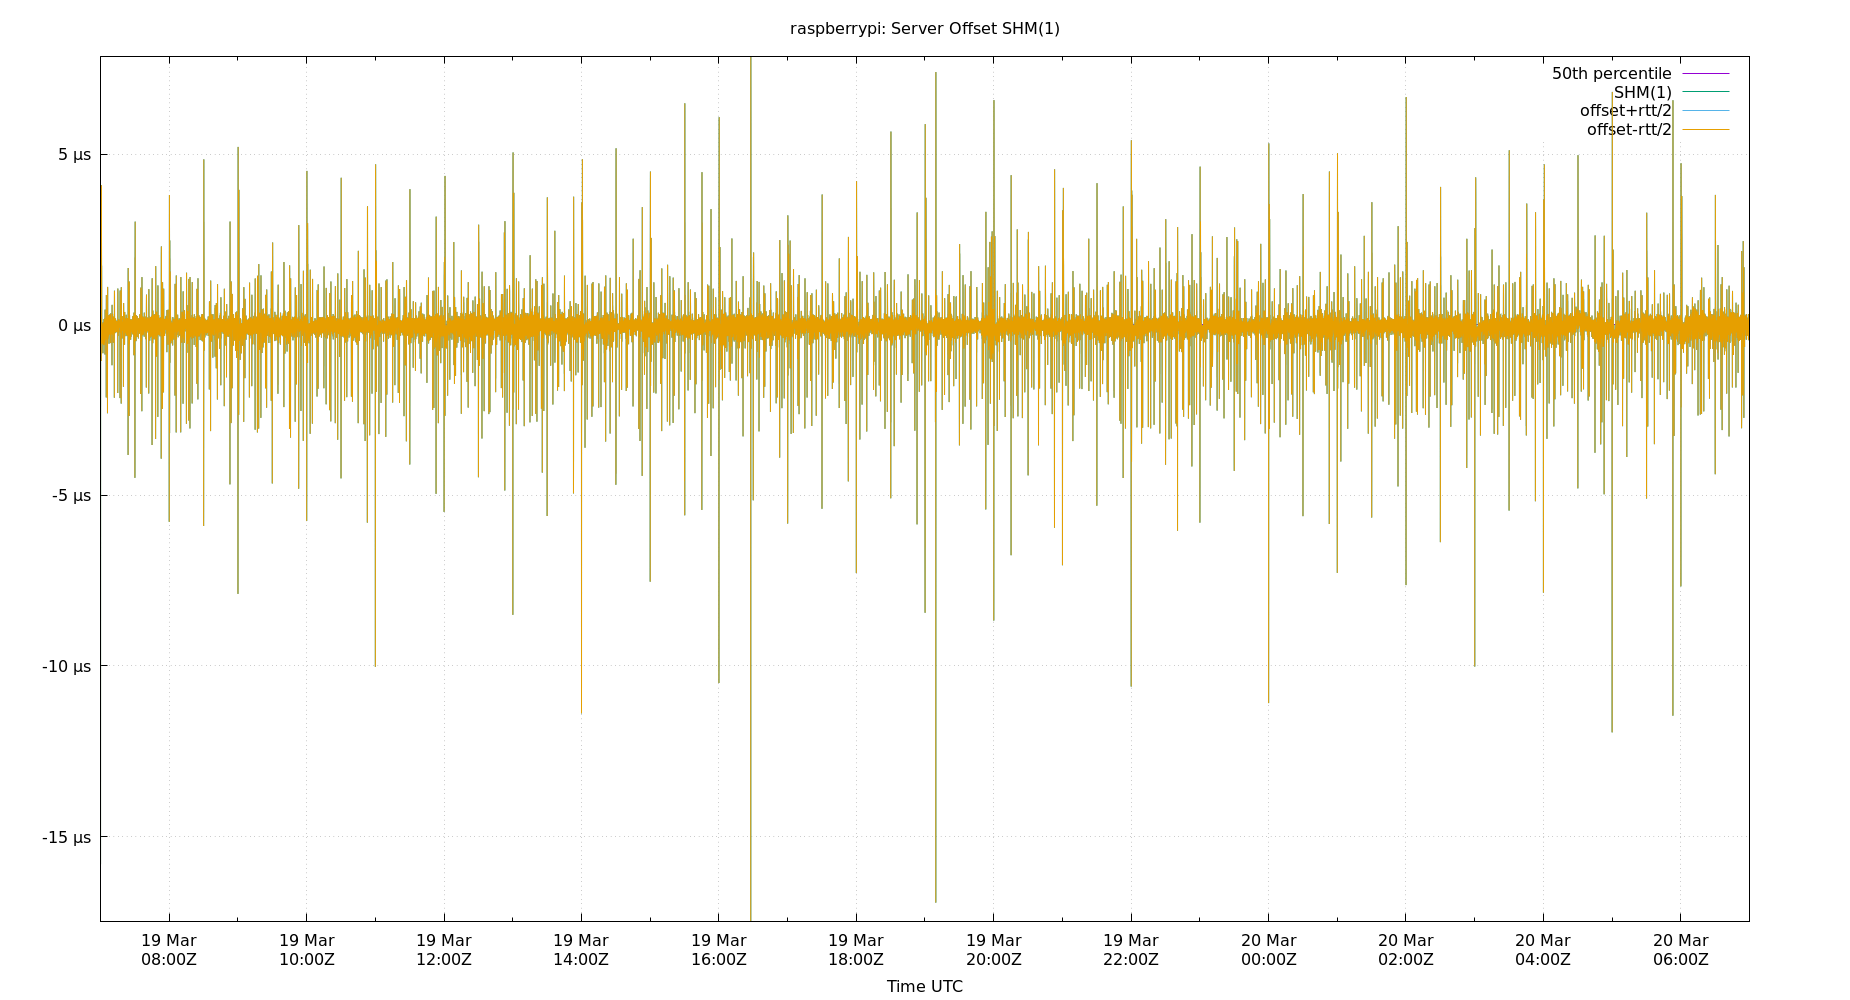 raspberrypi: Server Offset SHM(1)
50th percentile
SHM(1)
offset+rtt/2
offset-rtt/2
5 µs
0 µs
-5 µs
-10 µs
-15 µs
19 Mar 19 Mar 19 Mar 19 Mar 19 Mar 19 Mar 19 Mar 19 Mar 20 Mar 20 Mar 20 Mar 20 Mar
08:00Z 10:00Z 12:00Z 14:00Z 16:00Z 18:00Z 20:00Z 22:00Z 00:00Z 02:00Z 04:00Z 06:00Z
Time UTC